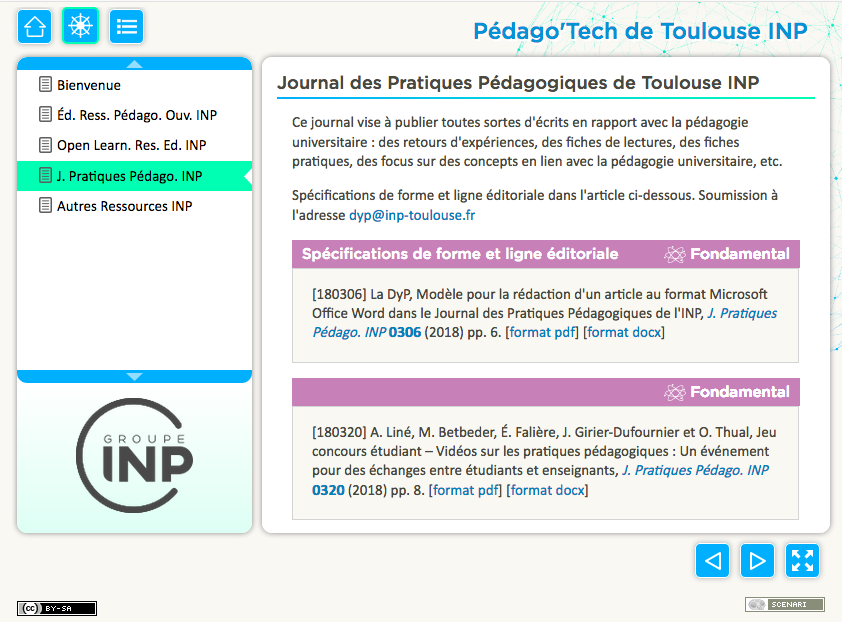 Pédago'Tech de Toulouse INP
Bienvenue
Éd. Ress. Pédago. Ouv. INP
Open Learn. Res. Ed. INP
J. Pratiques Pédago. INP
Autres Ressources INP
GROUPE
INP
Journal des Pratiques Pédagogiques de Toulouse INP
Ce journal vise à publier toutes sortes d'écrits en rapport avec la pédagogie
universitaire : des retours d'expériences, des fiches de lectures, des fiches
pratiques, des focus sur des concepts en lien avec la pédagogie universitaire, etc.
Spécifications de forme et ligne éditoriale dans l'article ci-dessous. Soumission à
l'adresse dyp@inp-toulouse.fr
Spécifications de forme et ligne éditoriale Fondamental
[180306] La DyP, Modèle pour la rédaction d'un article au format Microsoft
Office Word dans le Journal des Pratiques Pédagogiques de l'INP, J. Pratiques
Pédago. INP 0306 (2018) pp. 6. [format pdf] [format docx]
Fondamental
[180320] A. Liné, M. Betbeder, É. Falière, J. Girier-Dufournier et O. Thual, Jeu
concours étudiant – Vidéos sur les pratiques pédagogiques : Un événement
pour des échanges entre étudiants et enseignants, J. Pratiques Pédago. INP
0320 (2018) pp. 8. [format pdf] [format docx]
(cc) BY-SA
SCENARI